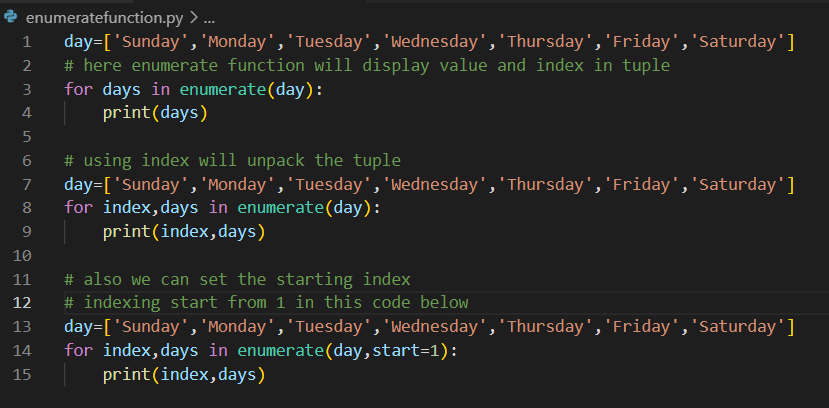 enumeratefunction.py > ...
1 day=['Sunday','Monday','Tuesday','Wednesday','Thursday','Friday','Saturday']
2 # here enumerate function will display value and index in tuple
3 for days in enumerate(day):
4     print(days)
5
6 # using index will unpack the tuple
7 day=['Sunday','Monday','Tuesday','Wednesday','Thursday','Friday','Saturday']
8 for index,days in enumerate(day):
9     print(index,days)
10
11 # also we can set the starting index
12 # indexing start from 1 in this code below
13 day=['Sunday','Monday','Tuesday','Wednesday','Thursday','Friday','Saturday']
14 for index,days in enumerate(day,start=1):
15     print(index,days)